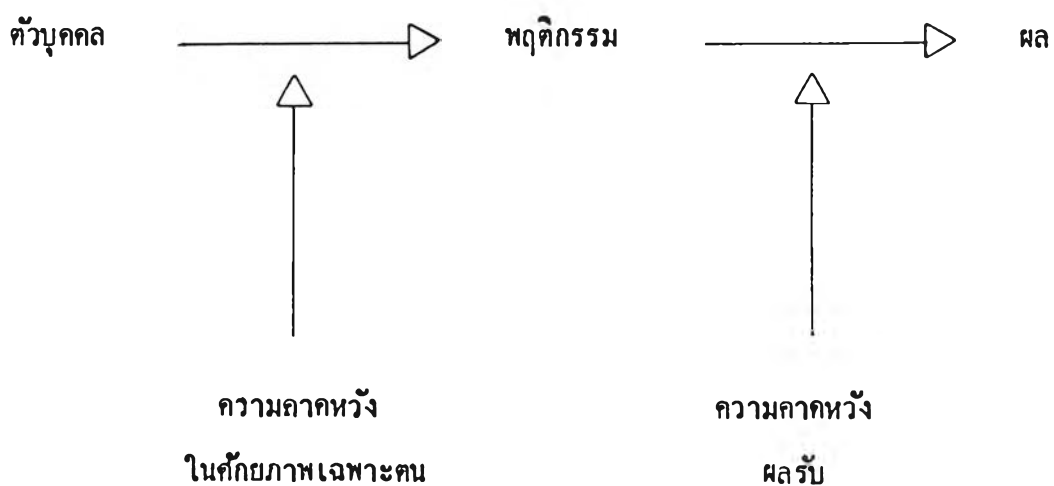 ตัวบุคคล พฤติกรรม ผล
ความคาดหวัง ความคาดหวัง
ในศักยภาพเฉพาะตน ผลรับ